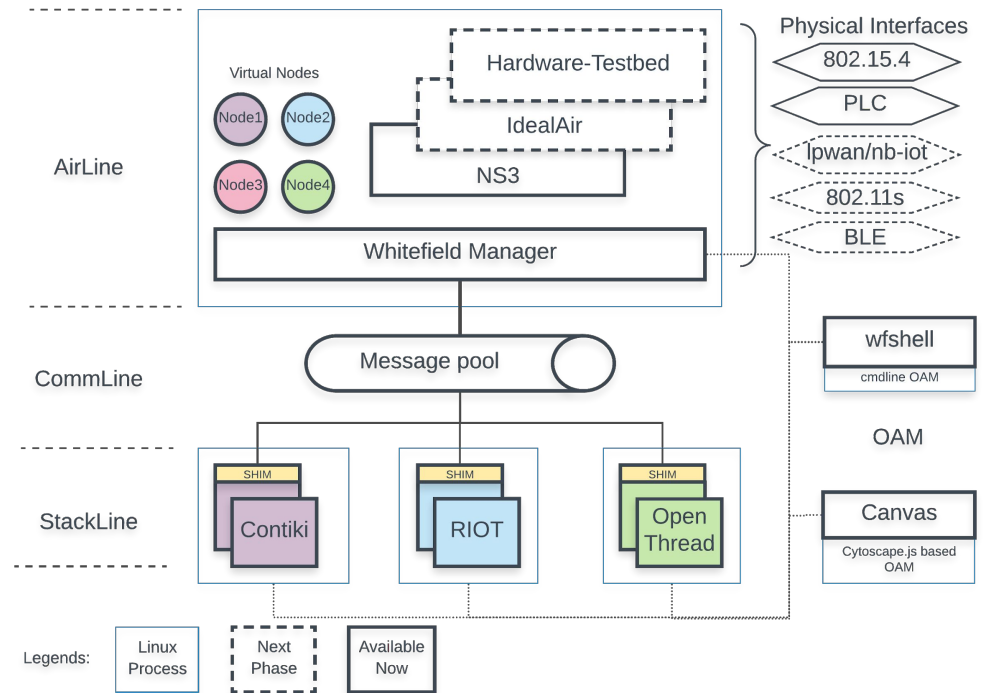 Physical Interfaces
802.15.4
PLC
lpwan/nb-iot
802.11s
BLE
AirLine
Virtual Nodes
Node1
Node2
Node3
Node4
Hardware-Testbed
IdealAir
NS3
Whitefield Manager
CommLine
Message pool
wfshell
cmdline OAM
OAM
StackLine
SHIM
Contiki
SHIM
RIOT
SHIM
Open
Thread
Canvas
Cytoscape.js based
OAM
Legends:
Linux
Process
Next
Phase
Available
Now